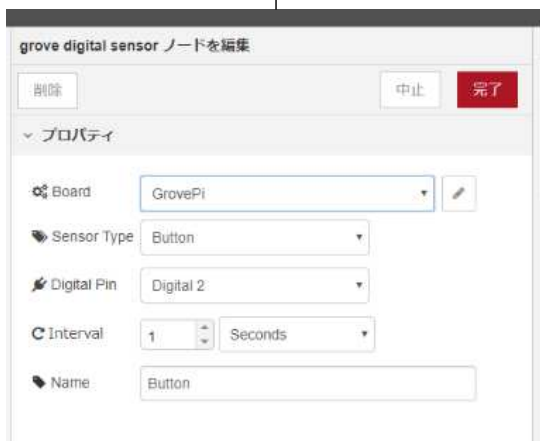 grove digital sensor ノードを編集
削除 中止 完了
プロパティ
Board GrovePi
Sensor Type Button
Digital Pin Digital 2
Interval 1 Seconds
Name Button